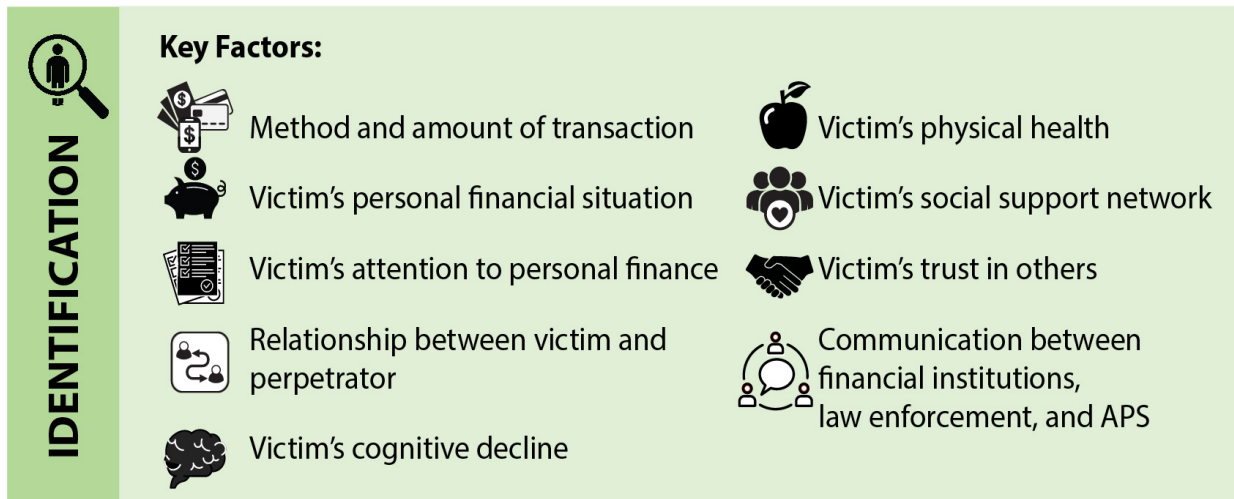 IDENTIFICATION
Key Factors:
Method and amount of transaction
Victim’s personal financial situation
Victim’s attention to personal finance
Relationship between victim and
perpetrator
Victim’s cognitive decline
Victim’s physical health
Victim’s social support network
Victim’s trust in others
Communication between
financial institutions,
law enforcement, and APS